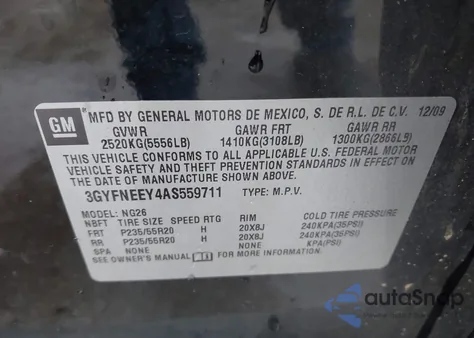 GM
MFD BY GENERAL MOTORS DE MEXICO, S. DE R.L. DE C.V. 12/09
GVWR GAWR FRT GAWR RR
2520KG(5556LB) 1410KG(3108LB) 1300KG(2866LB)
THIS VEHICLE CONFORMS TO ALL APPLICABLE U.S. FEDERAL MOTOR
VEHICLE SAFETY AND THEFT PREVENTION STANDARDS IN EFFECT ON
THE DATE OF MANUFACTURE SHOWN ABOVE.
3GYFNEEY4AS559711 TYPE: M.P.V.
MODEL: NG26
NBFT TIRE SIZE SPEED RTG RIM COLD TIRE PRESSURE
FRT P235/55R20 H 20X8J 240KPA(35PSI)
RR P235/55R20 H 20X8J 240KPA(35PSI)
SPA NONE NONE KPA(PSI)
SEE OWNER'S MANUAL FOR MORE INFORMATION.
autoSnap